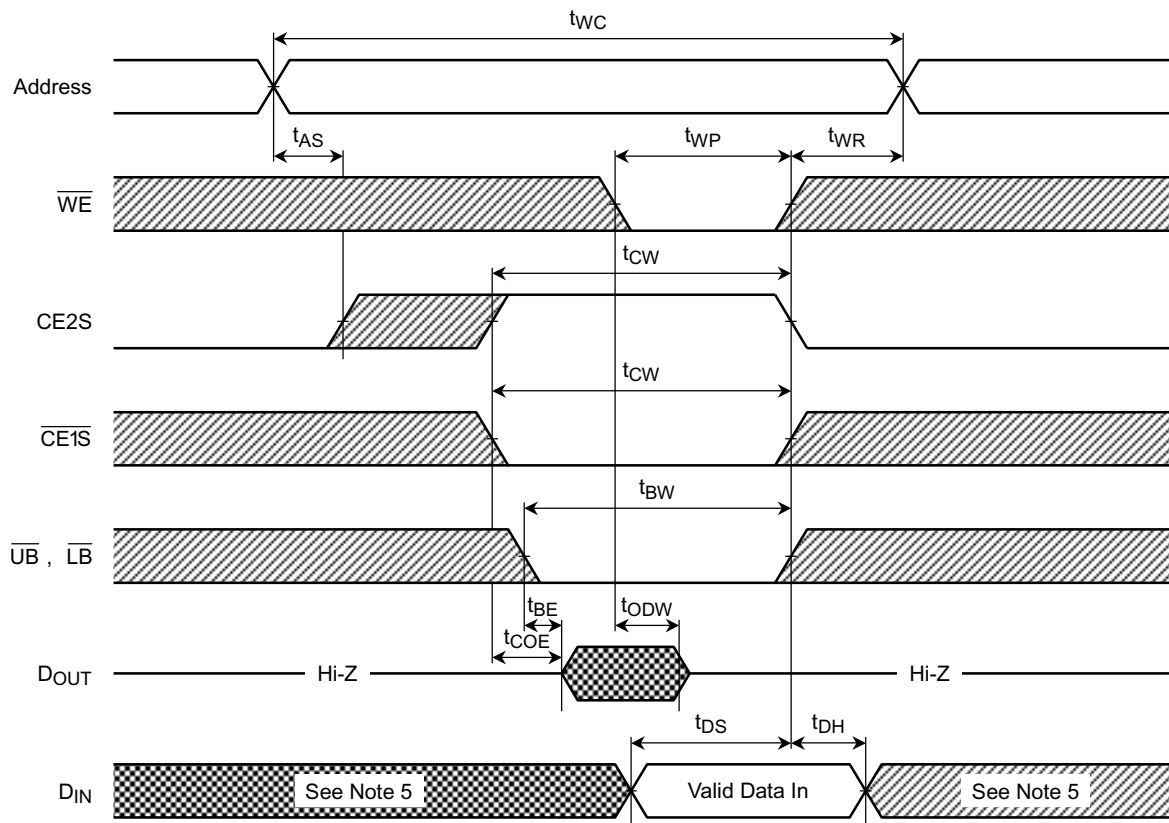 tWC
Address
tAS
tWP
tWR
WE
tCW
CE2S
tCW
CE1S
tBW
UB , LB
tBE
tODW
tCOE
DOUT
Hi-Z
Hi-Z
tDS
tDH
DIN
See Note 5
Valid Data In
See Note 5